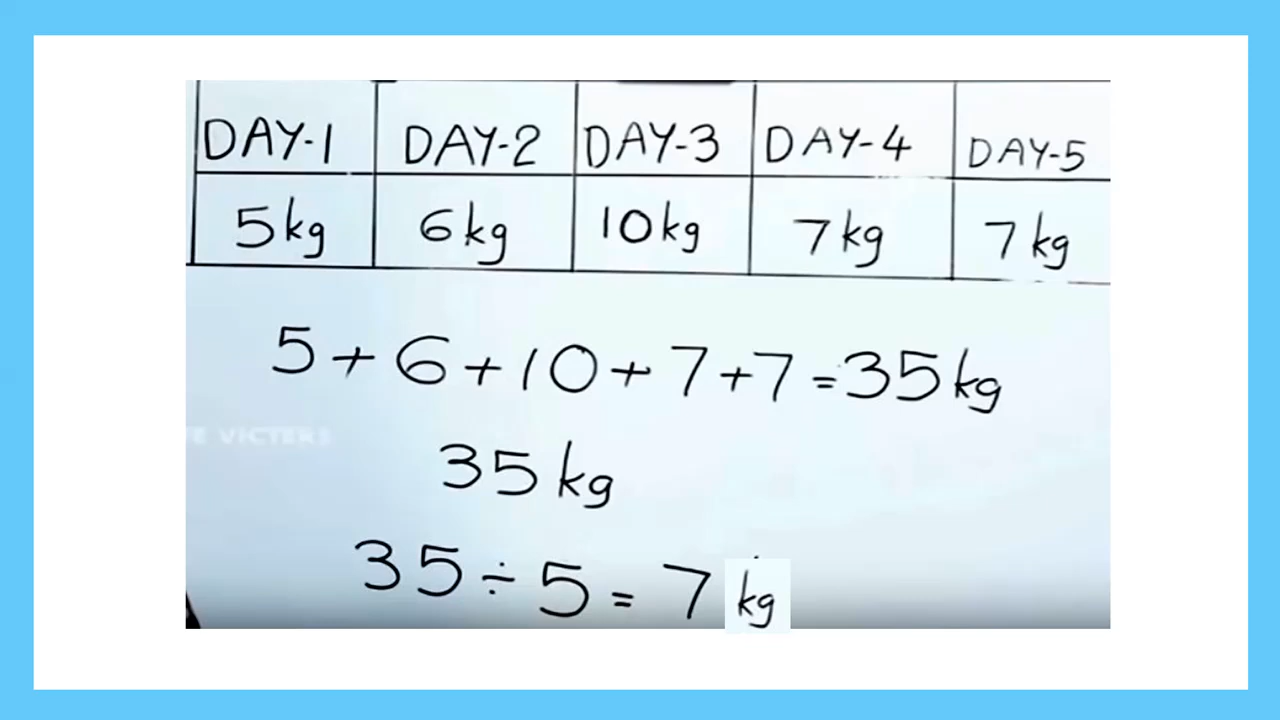 DAY-1 DAY-2 DAY-3 DAY-4 DAY-5
5kg 6kg 10kg 7kg 7kg
5+6+10+7+7=35kg
VICTERS
35kg
35÷5=7kg